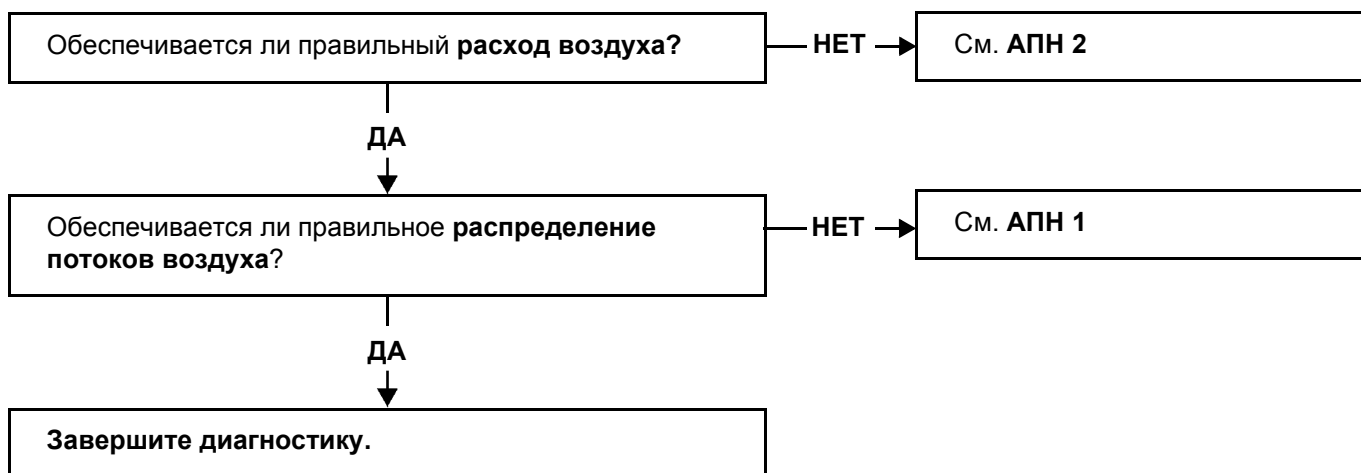 Обеспечивается ли правильный расход воздуха?
НЕТ
См. АПН 2
ДА
Обеспечивается ли правильное распределение
потоков воздуха?
НЕТ
См. АПН 1
ДА
Завершите диагностику.